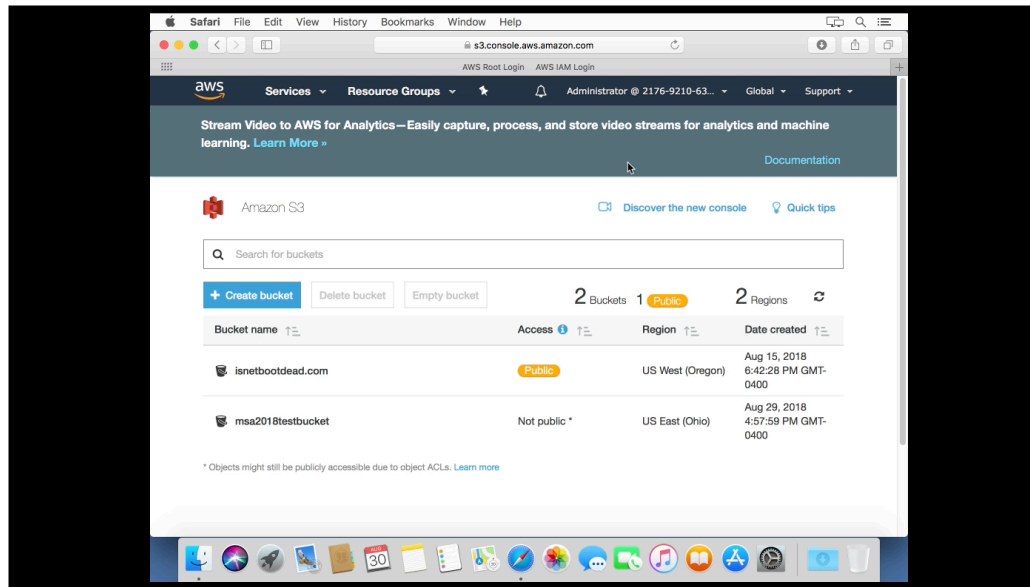 Safari File Edit View History Bookmarks Window Help
s3.console.aws.amazon.com
AWS Root Login AWS IAM Login
aws Services Resource Groups Administrator @ 2176-9210-63... Global Support
Stream Video to AWS for Analytics—Easily capture, process, and store video streams for analytics and machine
learning. Learn More »
Documentation
Amazon S3 Discover the new console Quick tips
Search for buckets
+ Create bucket Delete bucket Empty bucket 2 Buckets 1 Public 2 Regions
Bucket name Access Region Date created
isnetbootdead.com Public US West (Oregon) Aug 15, 2018
6:42:28 PM GMT-
0400
msa2018testbucket Not public * US East (Ohio) Aug 29, 2018
4:57:59 PM GMT-
0400
* Objects might still be publicly accessible due to object ACLs. Learn more
AUG
30